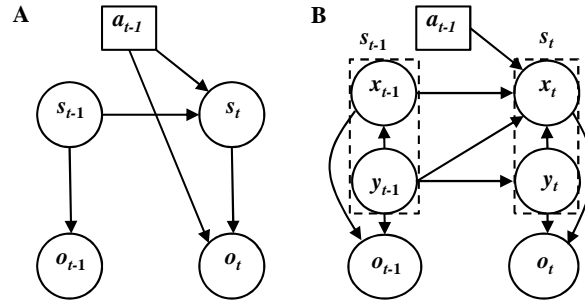 A
a_{t-1}
s_{t-1}
s_t
o_{t-1}
o_t
B
a_{t-1}
s_{t-1}
s_t
x_{t-1}
x_t
y_{t-1}
y_t
o_{t-1}
o_t